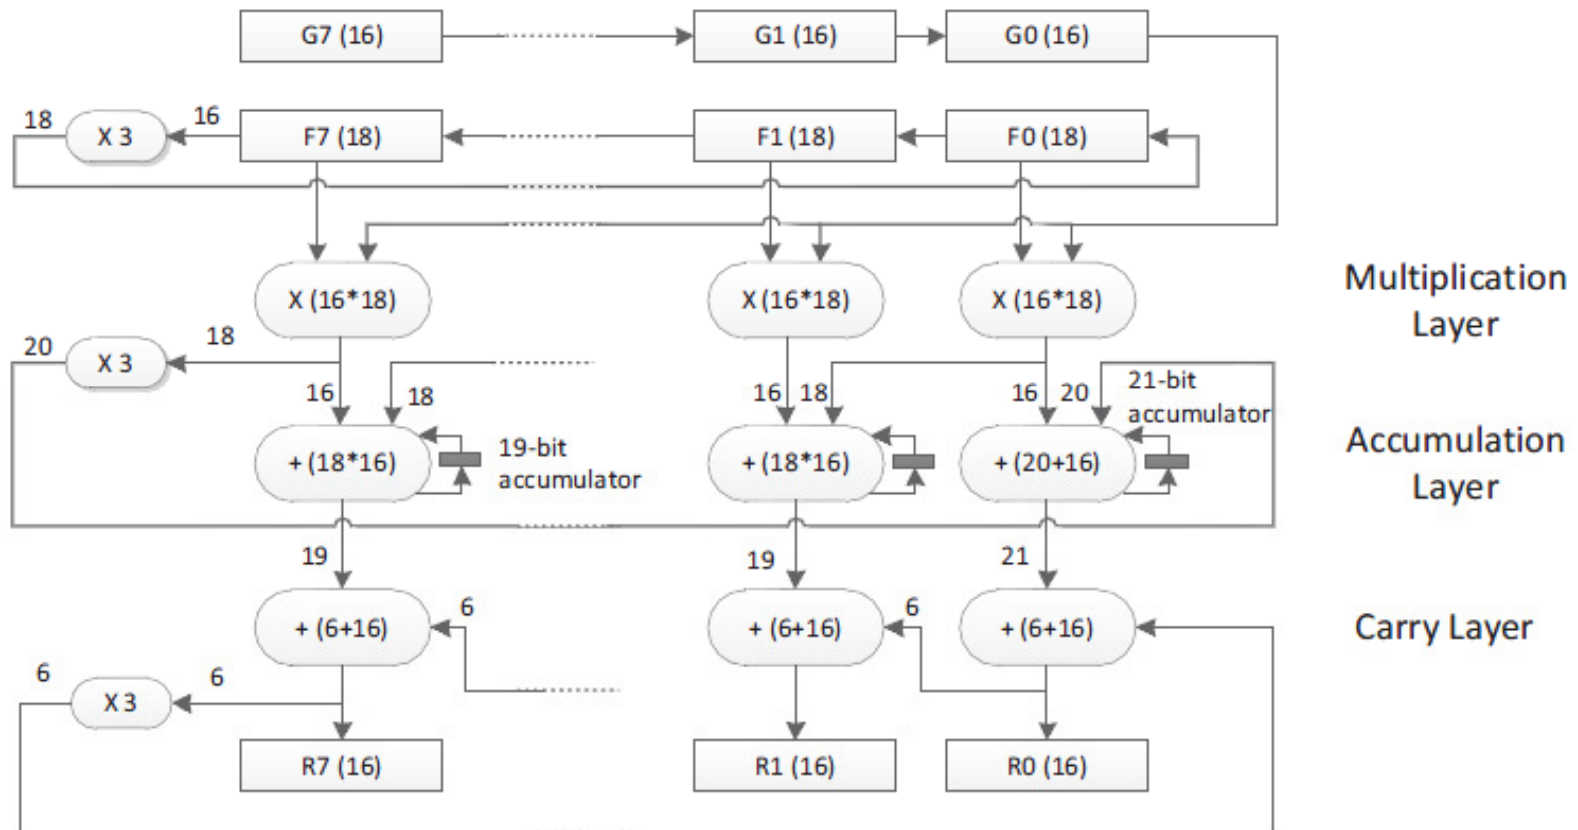 G7 (16)
G1 (16)
G0 (16)
18
X 3
16
F7 (18)
F1 (18)
F0 (18)
X (16*18)
X (16*18)
X (16*18)
Multiplication
Layer
20
X 3
18
16
18
16
18
16
20
21-bit
accumulator
+ (18*16)
19-bit
accumulator
+ (18*16)
+ (20+16)
Accumulation
Layer
19
19
21
+ (6+16)
6
+ (6+16)
6
+ (6+16)
Carry Layer
6
X 3
6
R7 (16)
R1 (16)
R0 (16)